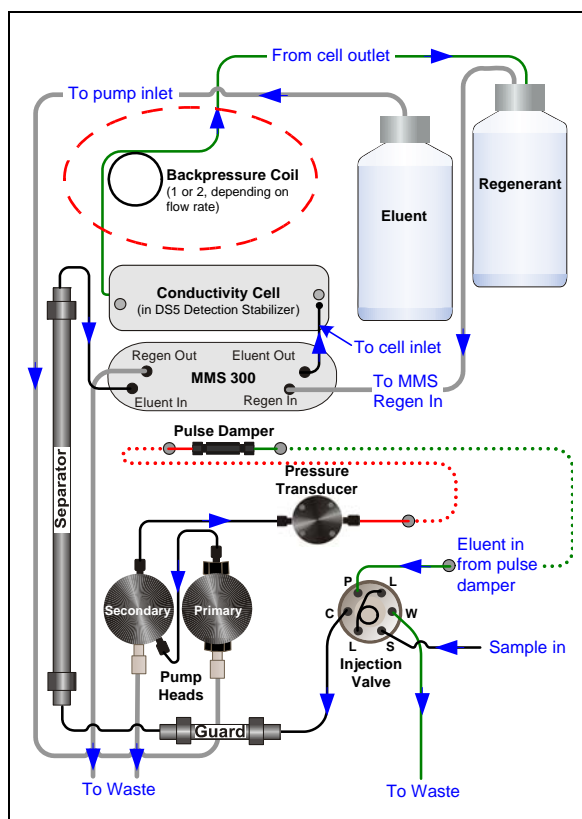 From cell outlet
To pump inlet
Backpressure Coil
(1 or 2, depending on
flow rate)
Eluent
Regenerant
Conductivity Cell
(in DS5 Detection Stabilizer)
To cell inlet
Regen Out
Eluent Out
MMS 300
Eluent In
Regen In
To MMS
Regen In
Separator
Pulse Damper
Pressure
Transducer
Eluent in
from pulse
damper
P
L
C
W
L
S
Sample in
Injection
Valve
Secondary
Primary
Pump
Heads
Guard
To Waste
To Waste